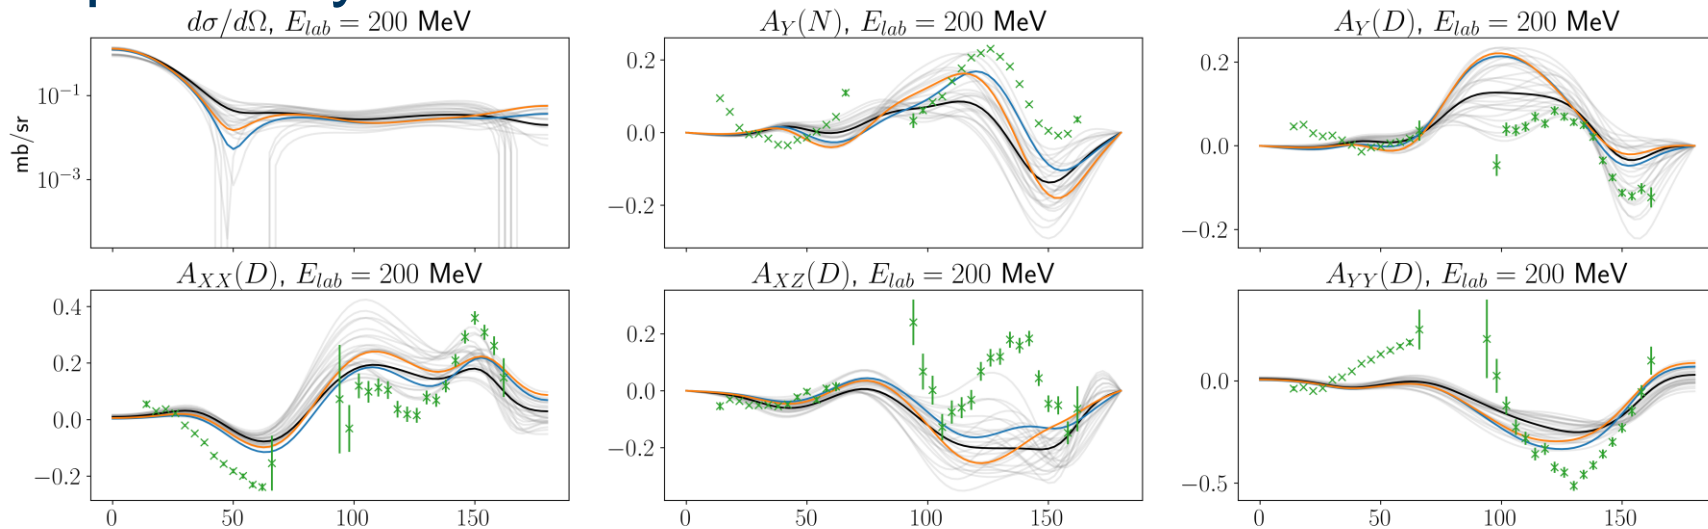 dσ/dΩ, E_lab = 200 MeV
A_Y(N), E_lab = 200 MeV
A_Y(D), E_lab = 200 MeV
mb/sr
10^−1
10^−3
0.2
0.0
−0.2
0.2
0.0
−0.2
A_XX(D), E_lab = 200 MeV
A_XZ(D), E_lab = 200 MeV
A_YY(D), E_lab = 200 MeV
0.4
0.2
0.0
−0.2
0.2
0.0
−0.2
0.0
−0.5
0 50 100 150
0 50 100 150
0 50 100 150